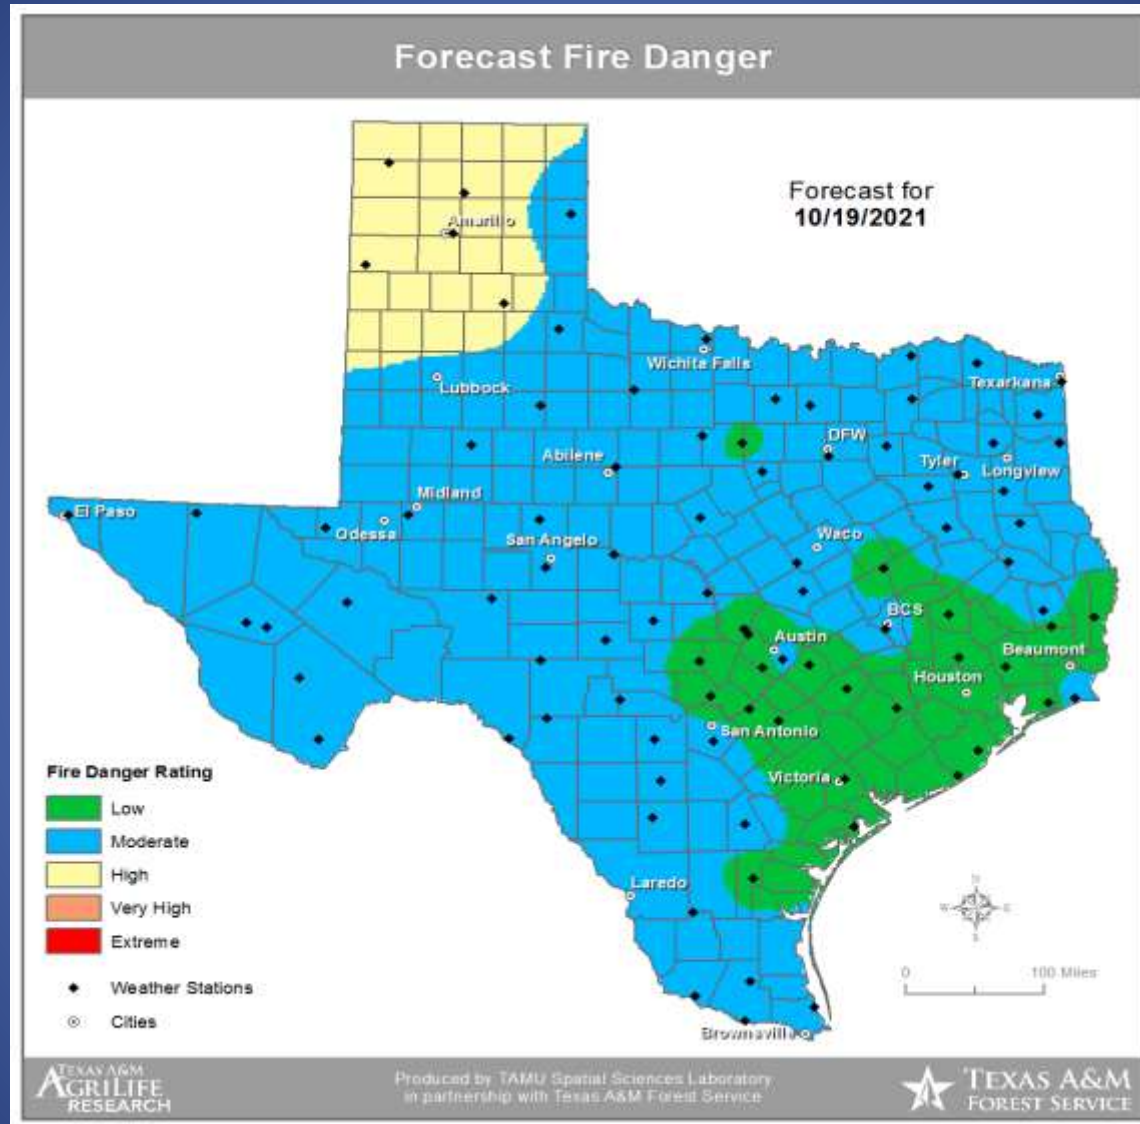 Forecast Fire Danger
Forecast for
10/19/2021
Amarillo
Wichita Falls
Lubbock
Texarkana
DFW
Abilene
Tyler
Longview
Midland
El Paso
Odessa
San Angelo
Waco
BCS
Austin
Beaumont
Houston
San Antonio
Victoria
Fire Danger Rating
Low
Moderate
High
Very High
Extreme
Weather Stations
Cities
Laredo
N
W E
S
0 100 Miles
Brownsville
TEXAS A&M
AGRILIFE
RESEARCH
Produced by TAMU Spatial Sciences Laboratory
in partnership with Texas A&M Forest Service
TEXAS A&M
FOREST SERVICE